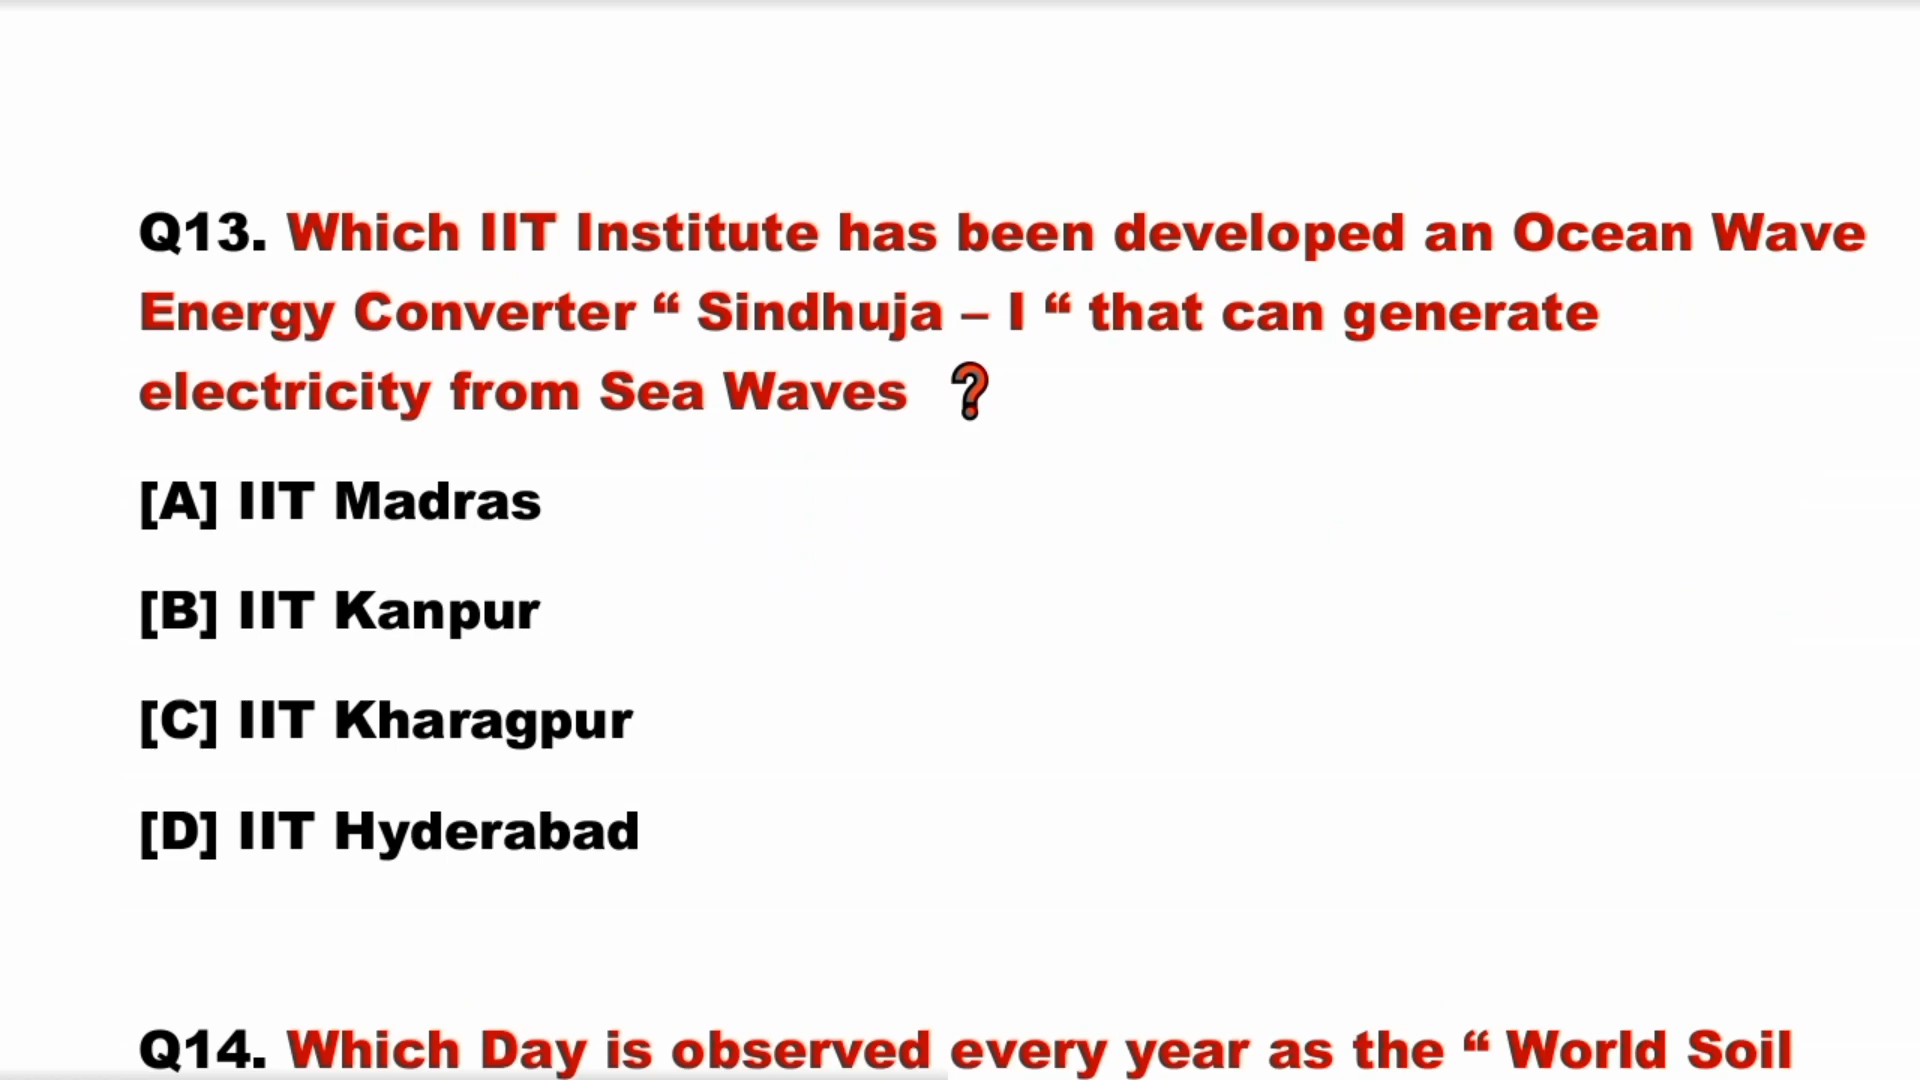 Q13. Which IIT Institute has been developed an Ocean Wave
Energy Converter “ Sindhuja – I “ that can generate
electricity from Sea Waves ❓
[A] IIT Madras
[B] IIT Kanpur
[C] IIT Kharagpur
[D] IIT Hyderabad
Q14. Which Day is observed every year as the “ World Soil